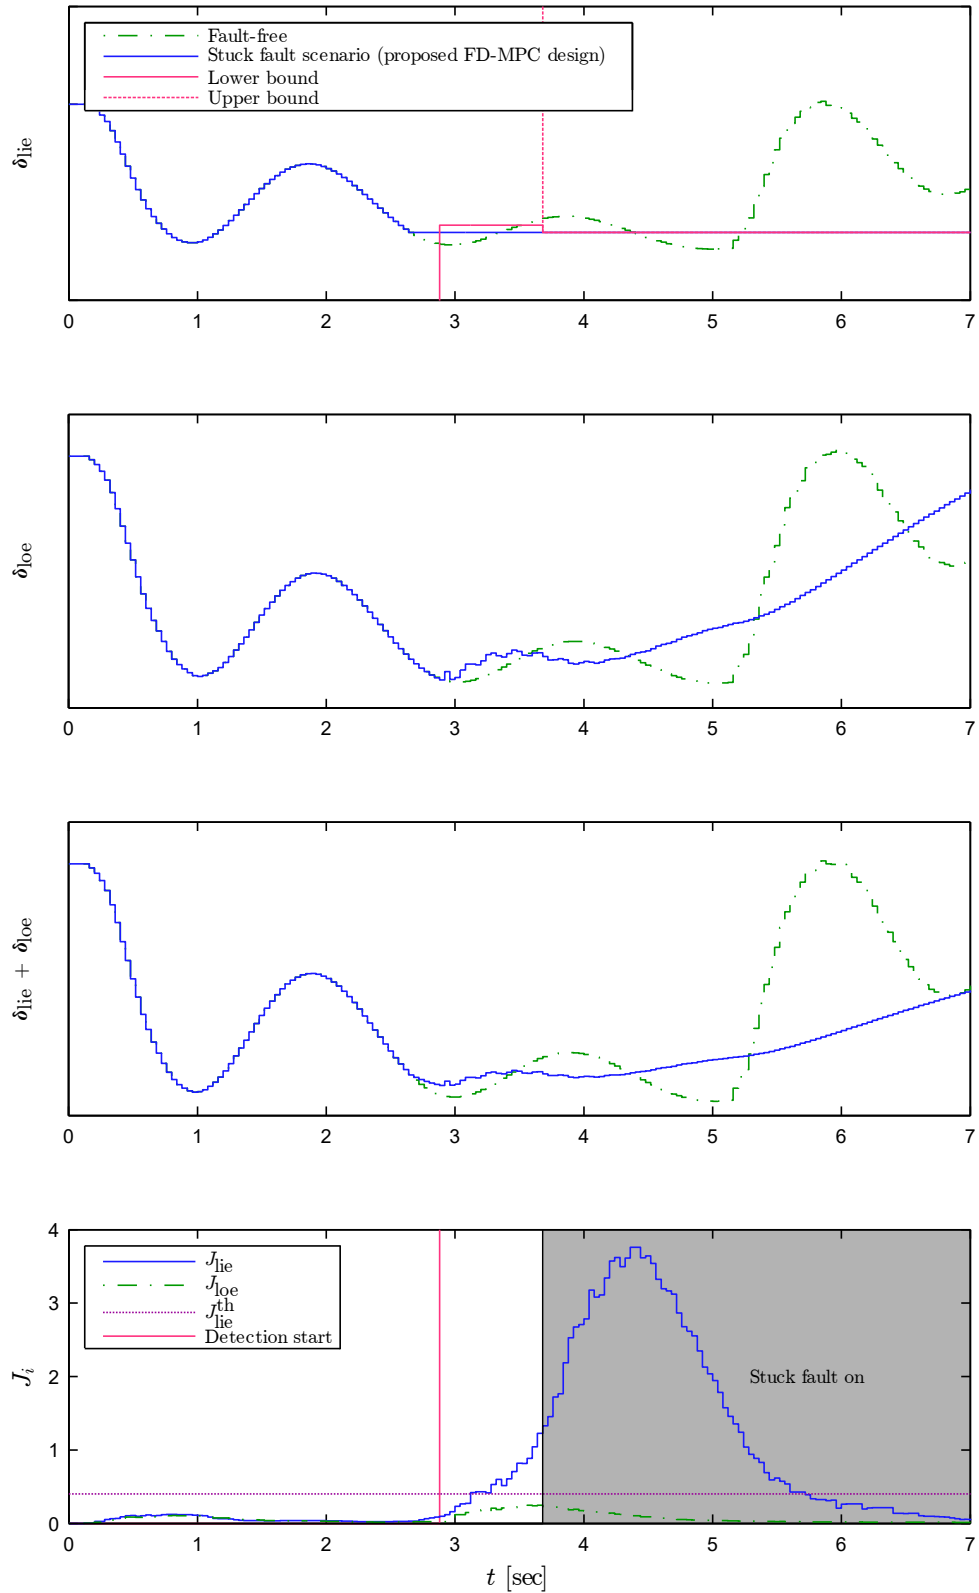 Fault-free
Stuck fault scenario (proposed FD-MPC design)
Lower bound
Upper bound
δlie
0 1 2 3 4 5 6 7
δloe
0 1 2 3 4 5 6 7
δlie + δloe
0 1 2 3 4 5 6 7
4
3
2
1
0
Ji
Jlie
Jloe
Jthlie
Detection start
Stuck fault on
0 1 2 3 4 5 6 7
t [sec]